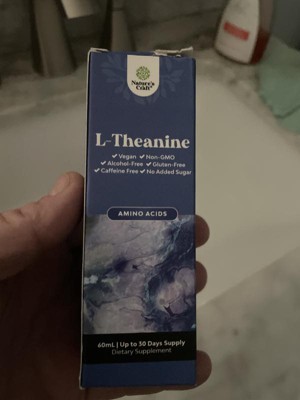 Nature's
Craft
L-Theanine
✓ Vegan ✓ Non-GMO
✓ Alcohol-Free ✓ Gluten-Free
✓ Caffeine Free ✓ No Added Sugar
AMINO ACIDS
60mL | Up to 30 Days Supply
Dietary Supplement